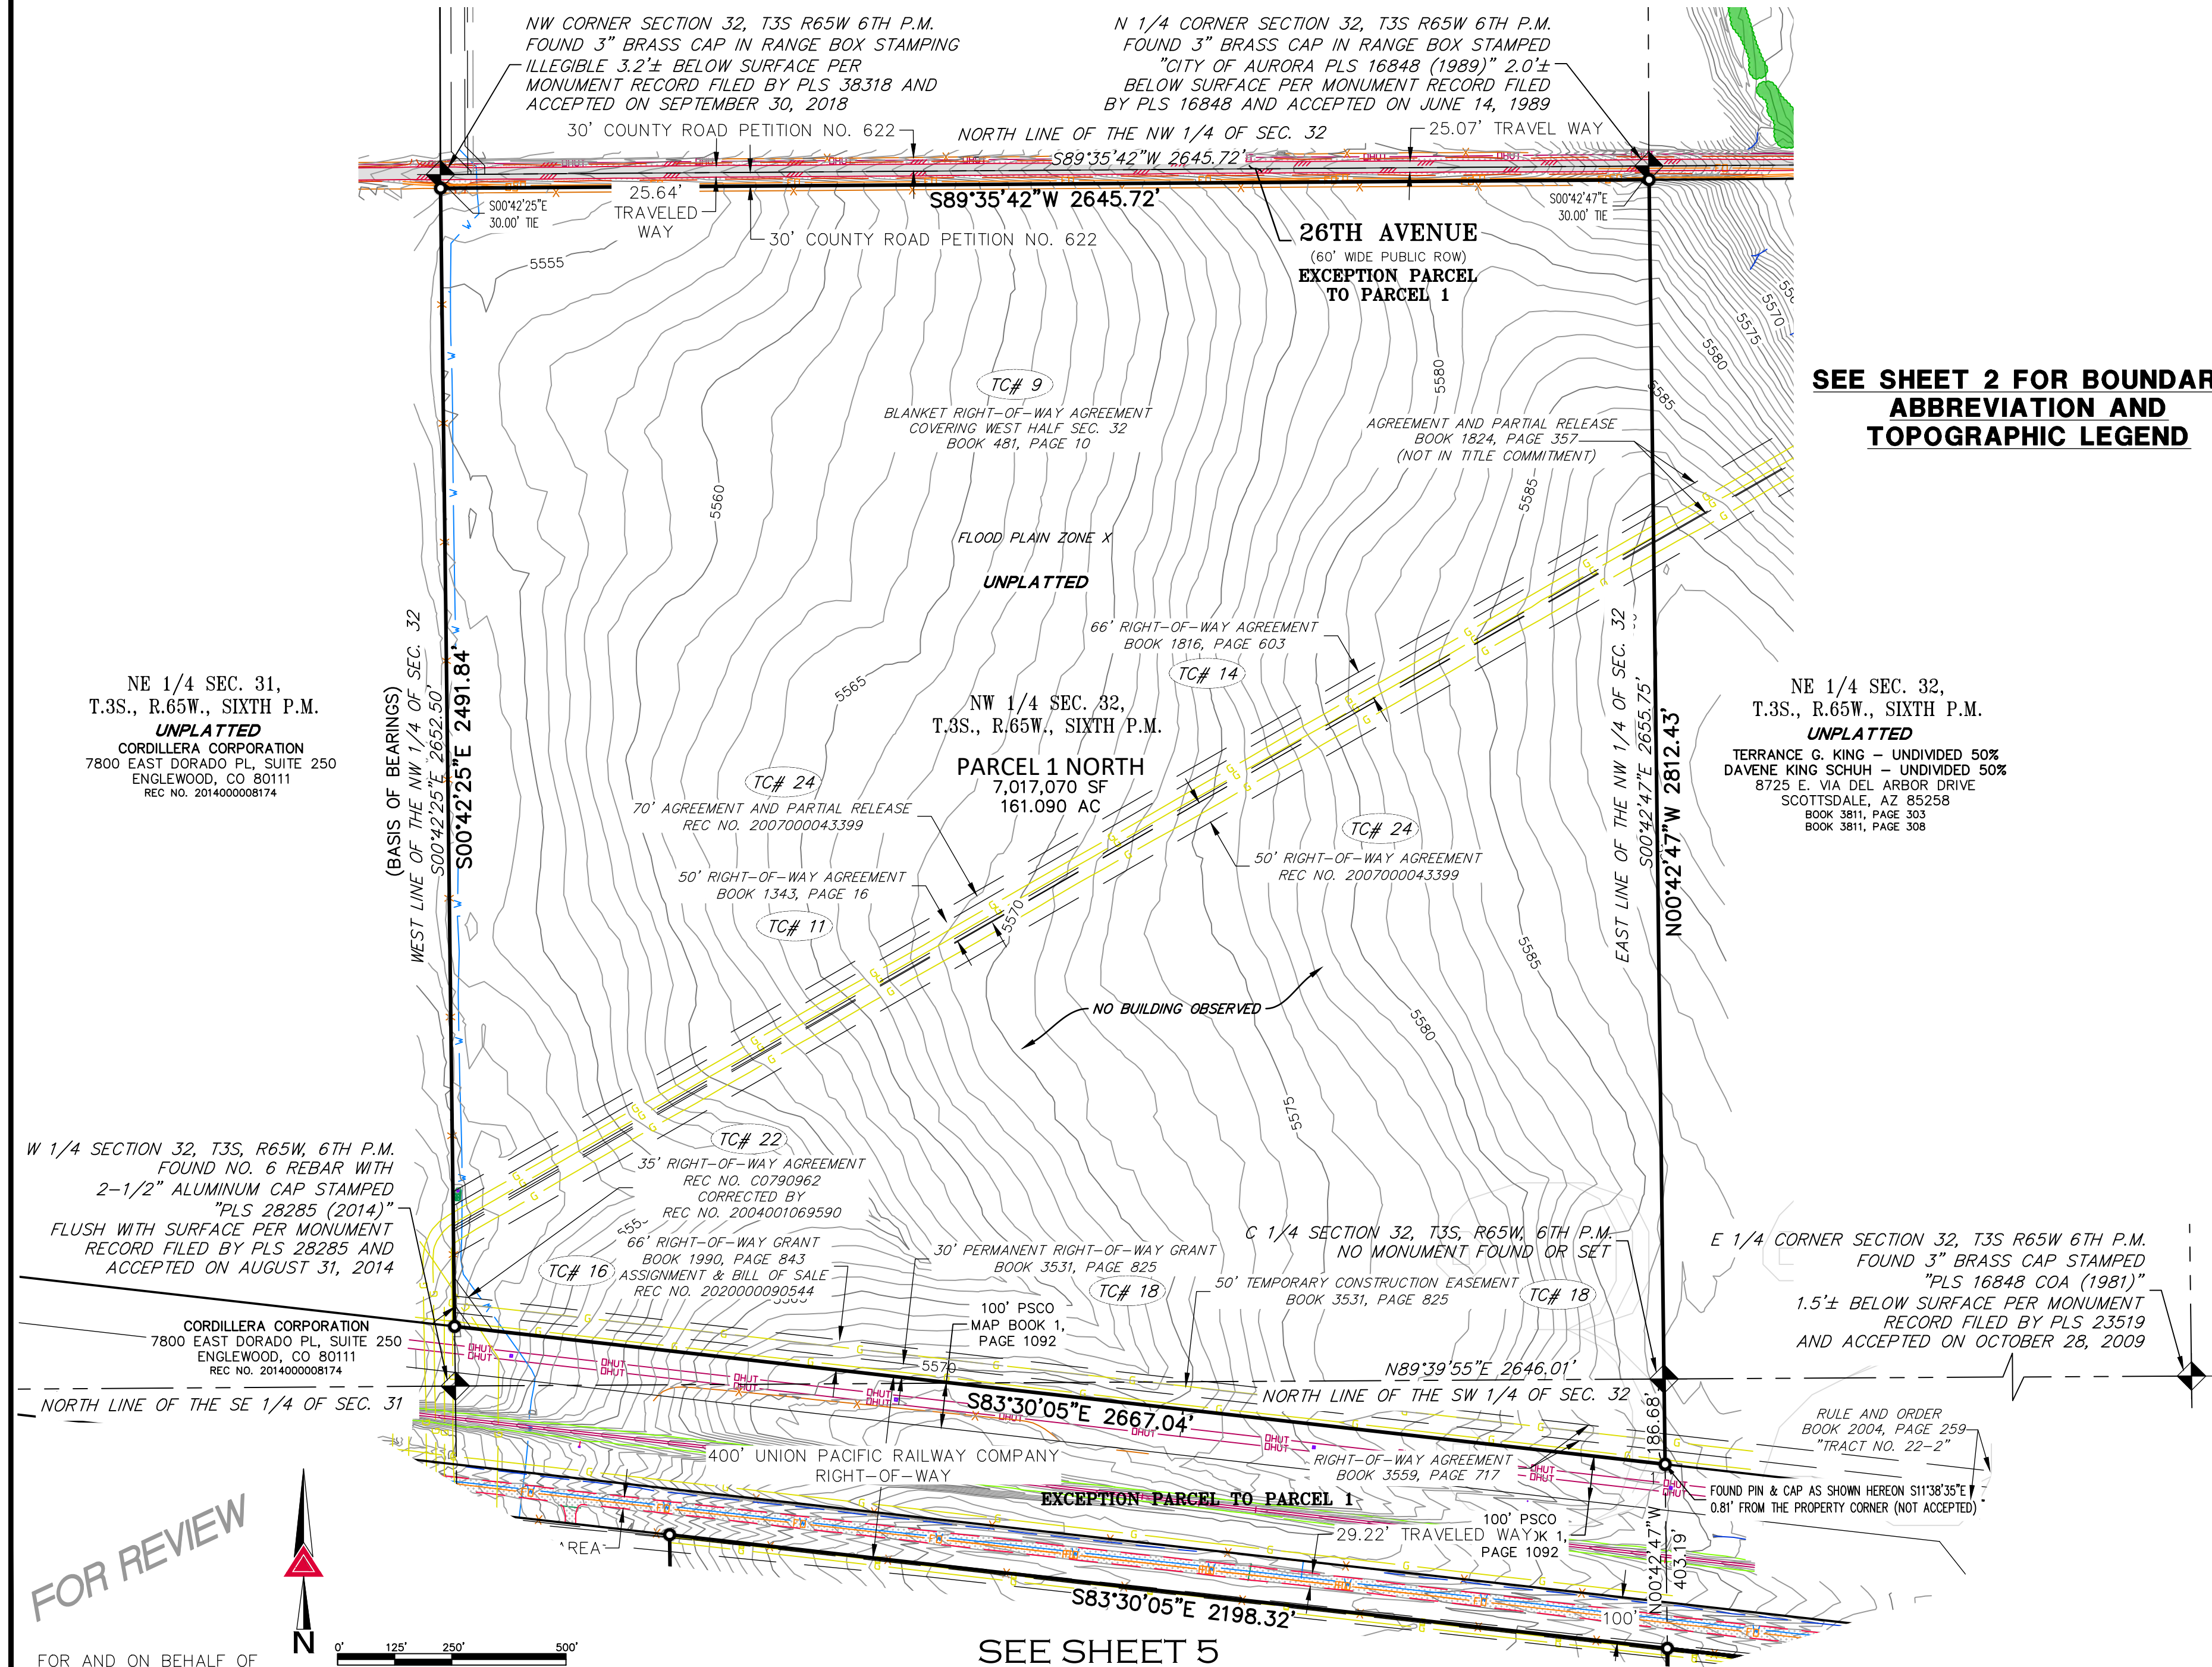 NW CORNER SECTION 32, T3S R65W 6TH P.M.
FOUND 3" BRASS CAP IN RANGE BOX STAMPING
ILLEGIBLE 3.2'± BELOW SURFACE PER
MONUMENT RECORD FILED BY PLS 38318 AND
ACCEPTED ON SEPTEMBER 30, 2018
N 1/4 CORNER SECTION 32, T3S R65W 6TH P.M.
FOUND 3" BRASS CAP IN RANGE BOX STAMPED
"CITY OF AURORA PLS 16848 (1989)" 2.0'±
BELOW SURFACE PER MONUMENT RECORD FILED
BY PLS 16848 AND ACCEPTED ON JUNE 14, 1989
30' COUNTY ROAD PETITION NO. 622
NORTH LINE OF THE NW 1/4 OF SEC. 32
25.07' TRAVEL WAY
S89°35'42"W 2645.72'
S89°35'42"W 2645.72'
S00°42'25"E
30.00' TIE
25.64'
TRAVELED
WAY
30' COUNTY ROAD PETITION NO. 622
S00°42'47"E
30.00' TIE
26TH AVENUE
(60' WIDE PUBLIC ROW)
EXCEPTION PARCEL
TO PARCEL 1
5555
5570
5575
5580
5585
5580
SEE SHEET 2 FOR BOUNDAR
ABBREVIATION AND
TOPOGRAPHIC LEGEND
TC# 9
BLANKET RIGHT-OF-WAY AGREEMENT
COVERING WEST HALF SEC. 32
BOOK 481, PAGE 10
AGREEMENT AND PARTIAL RELEASE
BOOK 1824, PAGE 357
(NOT IN TITLE COMMITMENT)
5560
5585
FLOOD PLAIN ZONE X
UNPLATTED
66' RIGHT-OF-WAY AGREEMENT
BOOK 1816, PAGE 603
TC# 14
5565
NE 1/4 SEC. 31,
T.3S., R.65W., SIXTH P.M.
UNPLATTED
CORDILLERA CORPORATION
7800 EAST DORADO PL, SUITE 250
ENGLEWOOD, CO 80111
REC NO. 2014000008174
(BASIS OF BEARINGS)
WEST LINE OF THE NW 1/4 OF SEC. 32
S00°42'25"E 2652.50'
S00°42'25"E 2491.84'
NW 1/4 SEC. 32,
T.3S., R.65W., SIXTH P.M.
PARCEL 1 NORTH
7,017,070 SF
161.090 AC
EAST LINE OF THE NW 1/4 OF SEC. 32
S00°42'47"E 2655.75'
N00°42'47"W 2812.43'
NE 1/4 SEC. 32,
T.3S., R.65W., SIXTH P.M.
UNPLATTED
TERRANCE G. KING – UNDIVIDED 50%
DAVENE KING SCHUH – UNDIVIDED 50%
8725 E. VIA DEL ARBOR DRIVE
SCOTTSDALE, AZ 85258
BOOK 3811, PAGE 303
BOOK 3811, PAGE 308
TC# 24
70' AGREEMENT AND PARTIAL RELEASE
REC NO. 2007000043399
50' RIGHT-OF-WAY AGREEMENT
BOOK 1343, PAGE 16
TC# 11
TC# 24
50' RIGHT-OF-WAY AGREEMENT
REC NO. 2007000043399
5570
5585
NO BUILDING OBSERVED
5580
5575
W 1/4 SECTION 32, T3S, R65W, 6TH P.M.
FOUND NO. 6 REBAR WITH
2-1/2" ALUMINUM CAP STAMPED
"PLS 28285 (2014)"
FLUSH WITH SURFACE PER MONUMENT
RECORD FILED BY PLS 28285 AND
ACCEPTED ON AUGUST 31, 2014
TC# 22
35' RIGHT-OF-WAY AGREEMENT
REC NO. C0790962
CORRECTED BY
REC NO. 2004001069590
66' RIGHT-OF-WAY GRANT
BOOK 1990, PAGE 843
ASSIGNMENT & BILL OF SALE
REC NO. 2020000090544
TC# 16
30' PERMANENT RIGHT-OF-WAY GRANT
BOOK 3531, PAGE 825
TC# 18
C 1/4 SECTION 32, T3S, R65W, 6TH P.M.
NO MONUMENT FOUND OR SET
50' TEMPORARY CONSTRUCTION EASEMENT
BOOK 3531, PAGE 825
TC# 18
E 1/4 CORNER SECTION 32, T3S R65W 6TH P.M.
FOUND 3" BRASS CAP STAMPED
"PLS 16848 COA (1981)"
1.5'± BELOW SURFACE PER MONUMENT
RECORD FILED BY PLS 23519
AND ACCEPTED ON OCTOBER 28, 2009
100' PSCO
MAP BOOK 1,
PAGE 1092
CORDILLERA CORPORATION
7800 EAST DORADO PL, SUITE 250
ENGLEWOOD, CO 80111
REC NO. 2014000008174
NORTH LINE OF THE SE 1/4 OF SEC. 31
5570
N89°39'55"E 2646.01'
NORTH LINE OF THE SW 1/4 OF SEC. 32
S83°30'05"E 2667.04'
186.68'
RULE AND ORDER
BOOK 2004, PAGE 259
"TRACT NO. 22-2"
400' UNION PACIFIC RAILWAY COMPANY
RIGHT-OF-WAY
RIGHT-OF-WAY AGREEMENT
BOOK 3559, PAGE 717
EXCEPTION PARCEL TO PARCEL 1
FOUND PIN & CAP AS SHOWN HEREON S11°38'35"E
0.81' FROM THE PROPERTY CORNER (NOT ACCEPTED)
29.22' TRAVELED WAY
100' PSCO
PAGE 1092
N00°42'47"W
403.19'
100'
S83°30'05"E 2198.32'
SEE SHEET 5
FOR REVIEW
N
0' 125' 250' 500'
FOR AND ON BEHALF OF